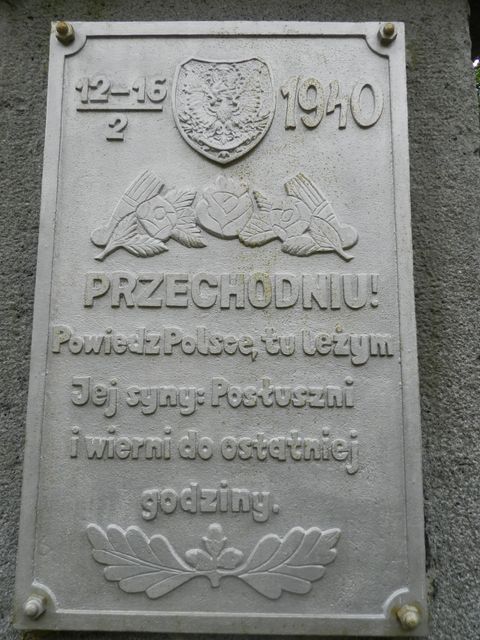 12-16 1940
2
PRZECHODNIU!
Powiedz Polsce, tu leżym
Jej syny: Posłuszni
i wierni do ostatniej
godziny.